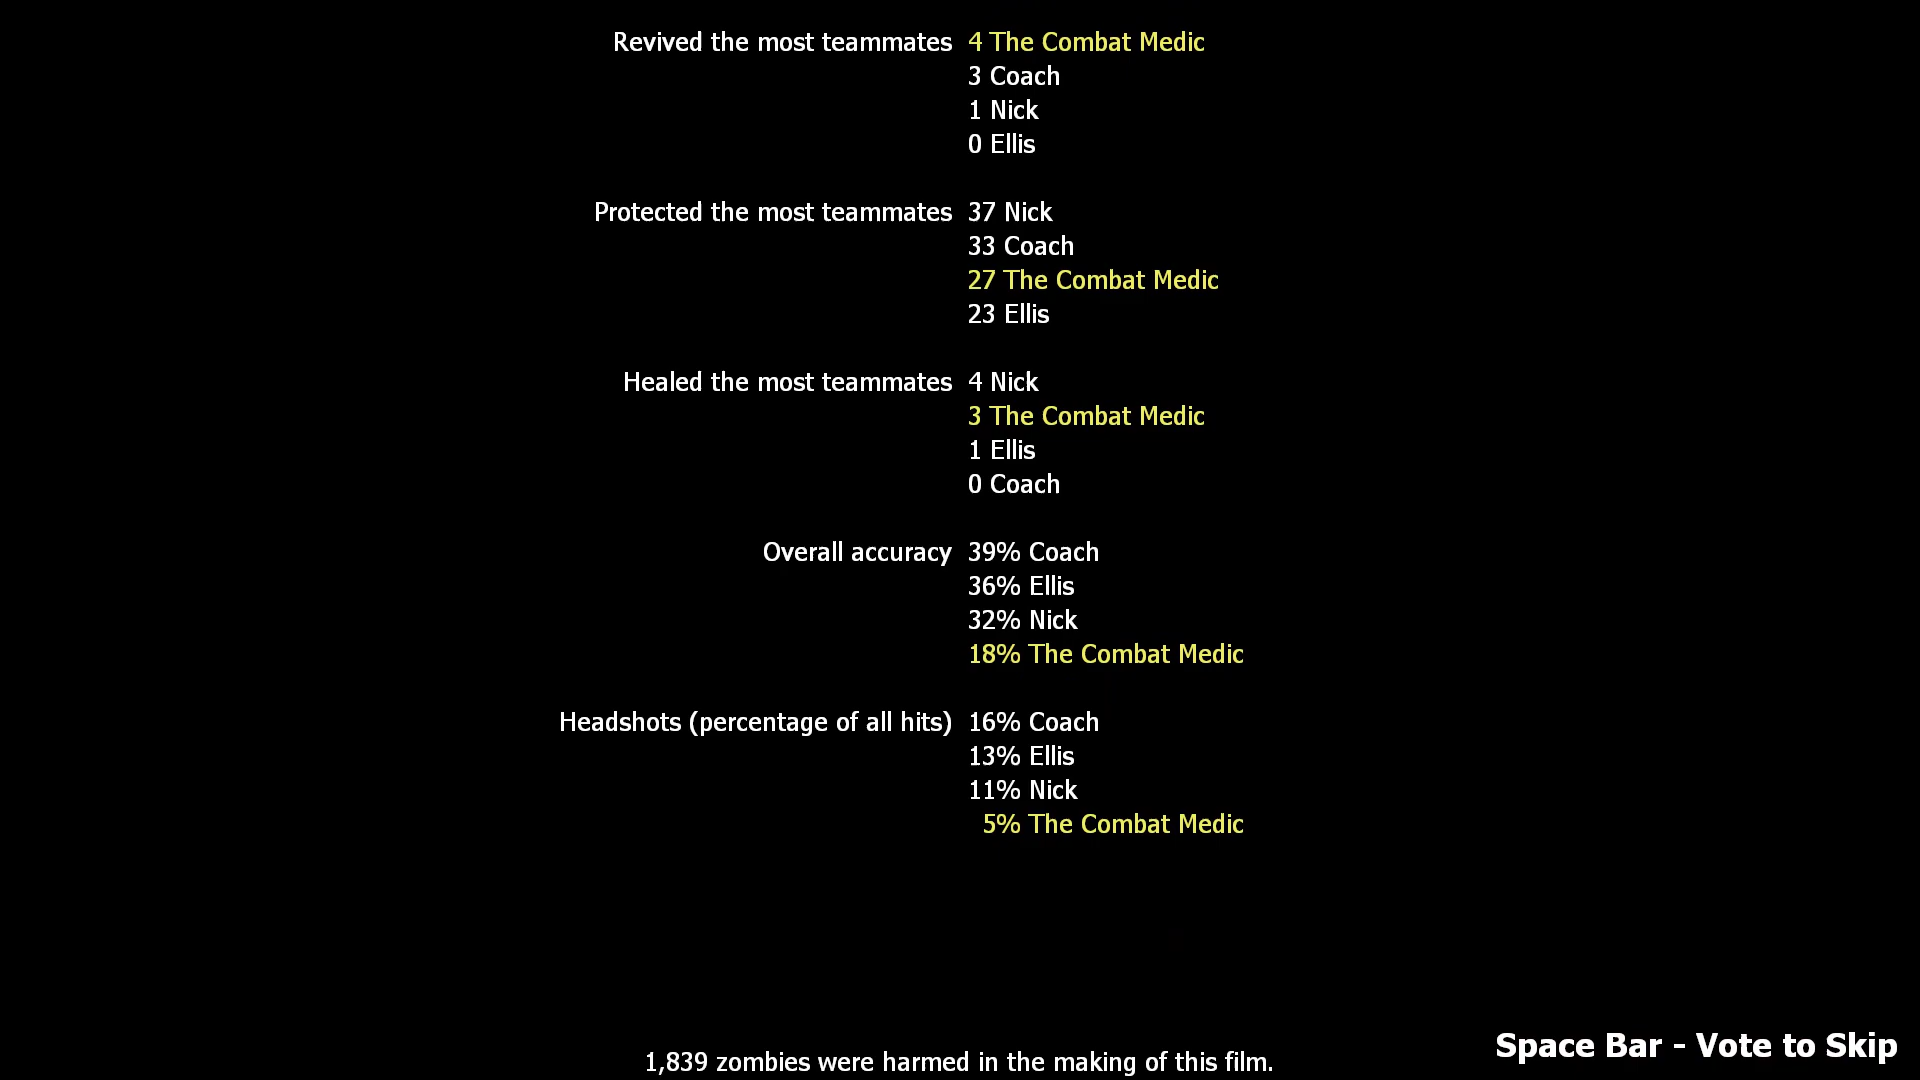 Revived the most teammates 4 The Combat Medic
3 Coach
1 Nick
0 Ellis
Protected the most teammates 37 Nick
33 Coach
27 The Combat Medic
23 Ellis
Healed the most teammates 4 Nick
3 The Combat Medic
1 Ellis
0 Coach
Overall accuracy 39% Coach
36% Ellis
32% Nick
18% The Combat Medic
Headshots (percentage of all hits) 16% Coach
13% Ellis
11% Nick
5% The Combat Medic
Space Bar - Vote to Skip
1,839 zombies were harmed in the making of this film.